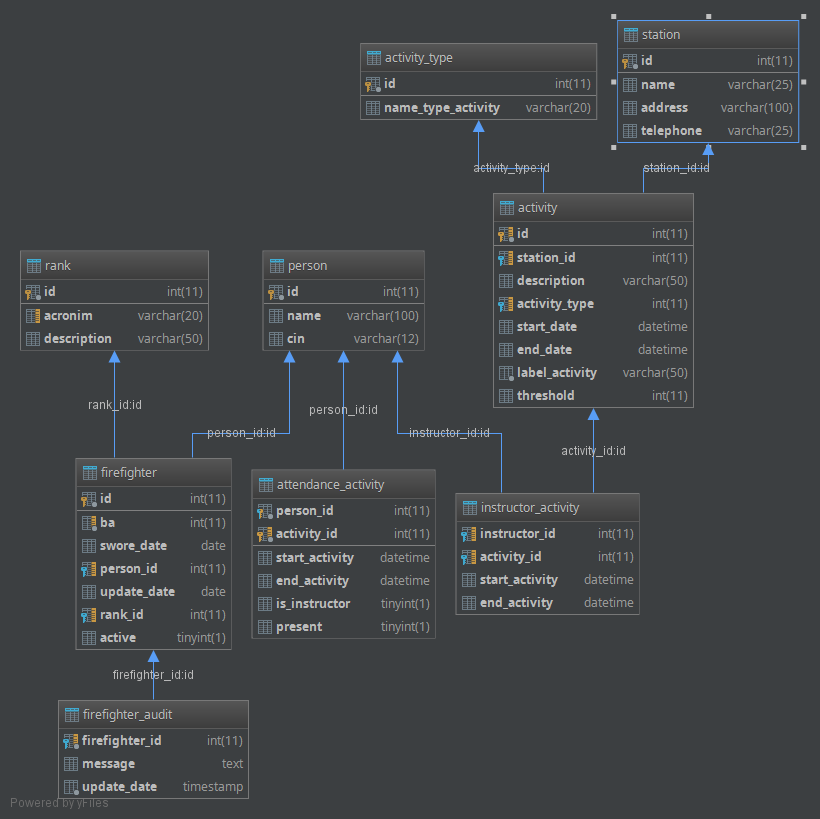 activity_type
id int(11)
name_type_activity varchar(20)
station
id int(11)
name varchar(25)
address varchar(100)
telephone varchar(25)
activity_type:id
station_id:id
activity
id int(11)
station_id int(11)
description varchar(50)
activity_type int(11)
start_date datetime
end_date datetime
label_activity varchar(50)
threshold int(11)
rank
id int(11)
acronim varchar(20)
description varchar(50)
person
id int(11)
name varchar(100)
cin varchar(12)
rank_id:id
person_id:id
person_id:id
instructor_id:id
activity_id:id
firefighter
id int(11)
ba int(11)
swore_date date
person_id int(11)
update_date date
rank_id int(11)
active tinyint(1)
attendance_activity
person_id int(11)
activity_id int(11)
start_activity datetime
end_activity datetime
is_instructor tinyint(1)
present tinyint(1)
instructor_activity
instructor_id int(11)
activity_id int(11)
start_activity datetime
end_activity datetime
firefighter_id:id
firefighter_audit
firefighter_id int(11)
message text
update_date timestamp
Powered by yFiles